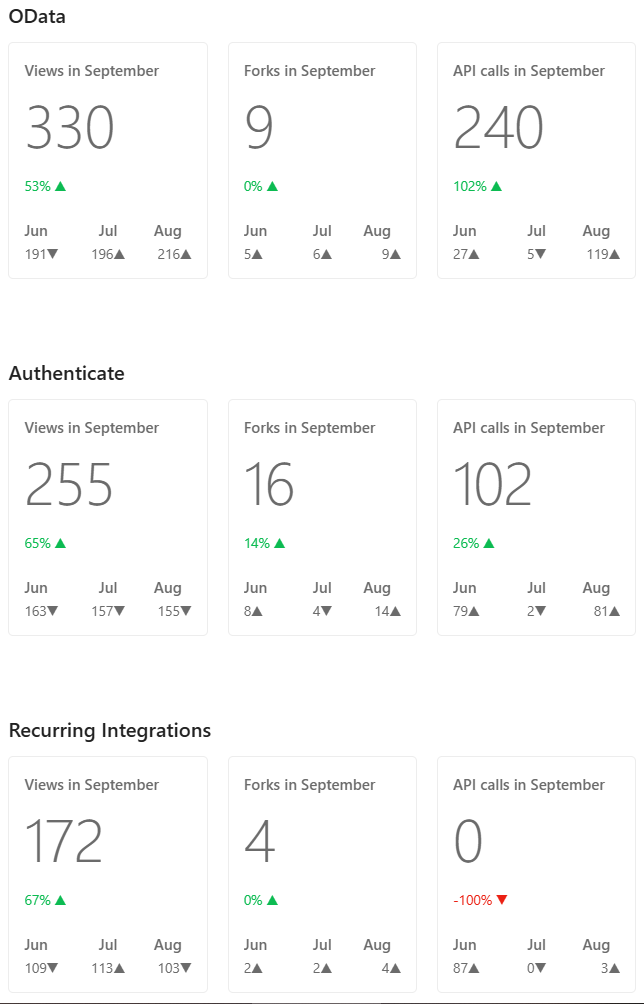 OData
Views in September Forks in September API calls in September
330 9 240
53% ▲ 0% ▲ 102% ▲
Jun Jul Aug Jun Jul Aug Jun Jul Aug
191▼ 196▲ 216▲ 5▲ 6▲ 9▲ 27▲ 5▼ 119▲
Authenticate
Views in September Forks in September API calls in September
255 16 102
65% ▲ 14% ▲ 26% ▲
Jun Jul Aug Jun Jul Aug Jun Jul Aug
163▼ 157▼ 155▼ 8▲ 4▼ 14▲ 79▲ 2▼ 81▲
Recurring Integrations
Views in September Forks in September API calls in September
172 4 0
67% ▲ 0% ▲ -100% ▼
Jun Jul Aug Jun Jul Aug Jun Jul Aug
109▼ 113▲ 103▼ 2▲ 2▲ 4▲ 87▲ 0▼ 3▲